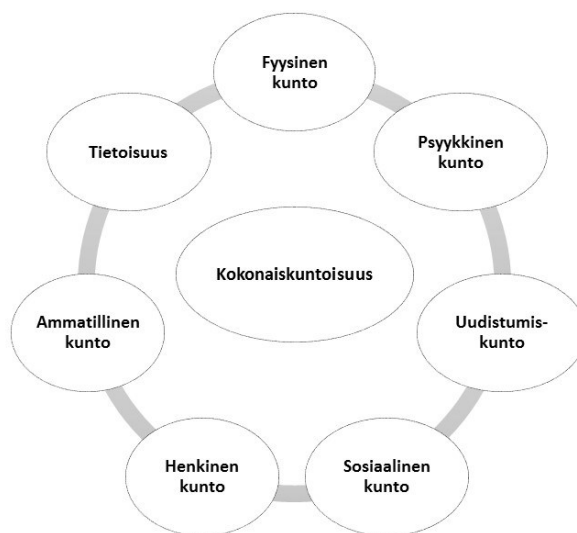 Fyysinen
kunto
Psyykkinen
kunto
Uudistumis-
kunto
Sosiaalinen
kunto
Henkinen
kunto
Ammatillinen
kunto
Tietoisuus
Kokonaiskuntoisuus